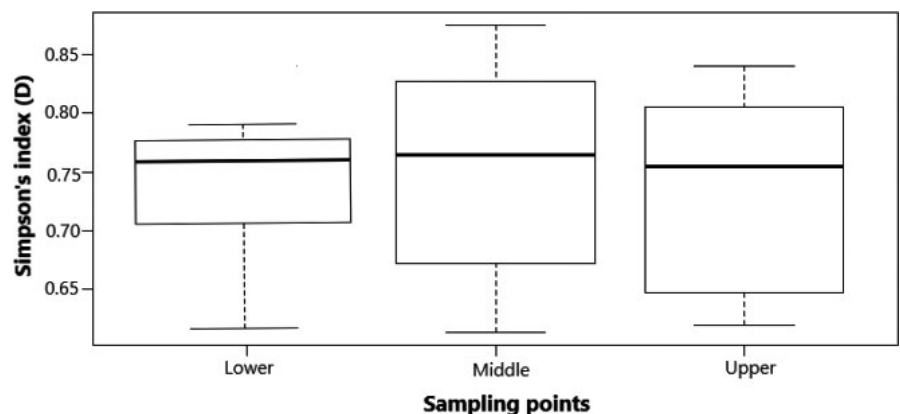 Simpson's index (D)
0.85
0.80
0.75
0.70
0.65
Lower Middle Upper
Sampling points